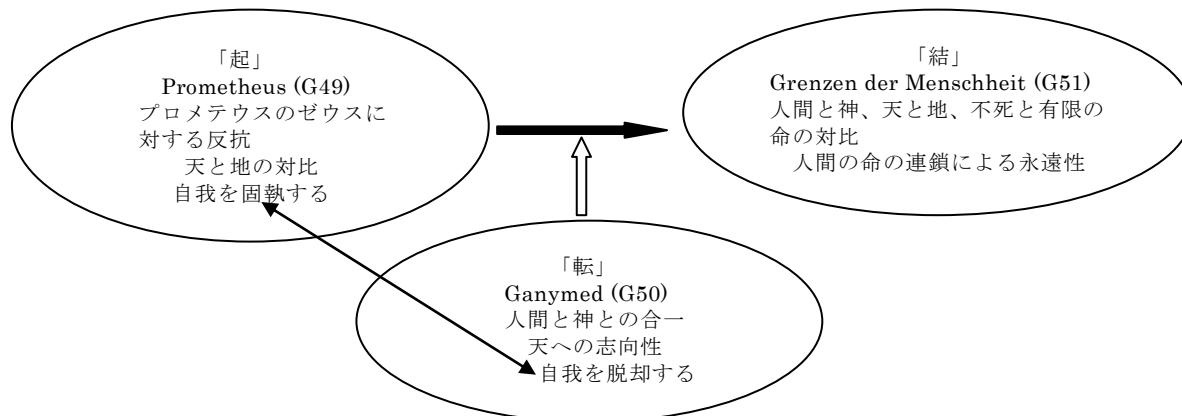 「起」
Prometheus (G49)
プロメテウスのゼウスに
対する反抗
天と地の対比
自我を固執する
「結」
Grenzen der Menschheit (G51)
人間と神、天と地、不死と有限の
命の対比
人間の命の連鎖による永遠性
「転」
Ganymed (G50)
人間と神との合一
天への志向性
自我を脱却する